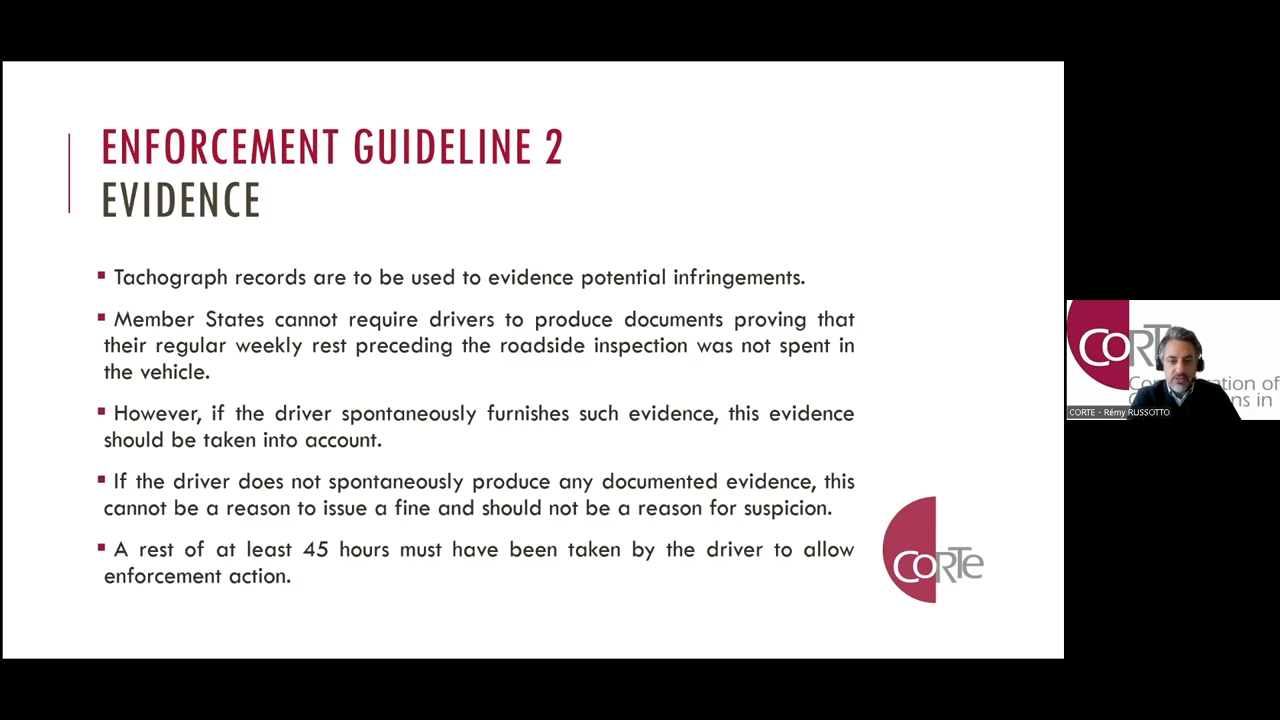 ENFORCEMENT GUIDELINE 2
EVIDENCE
▪ Tachograph records are to be used to evidence potential infringements.
▪ Member States cannot require drivers to produce documents proving that
their regular weekly rest preceding the roadside inspection was not spent in
the vehicle.
▪ However, if the driver spontaneously furnishes such evidence, this evidence
should be taken into account.
▪ If the driver does not spontaneously produce any documented evidence, this
cannot be a reason to issue a fine and should not be a reason for suspicion.
▪ A rest of at least 45 hours must have been taken by the driver to allow
enforcement action.
CORTe
CORT
ation of
ns in
CORTE - Rémy RUSSOTTO